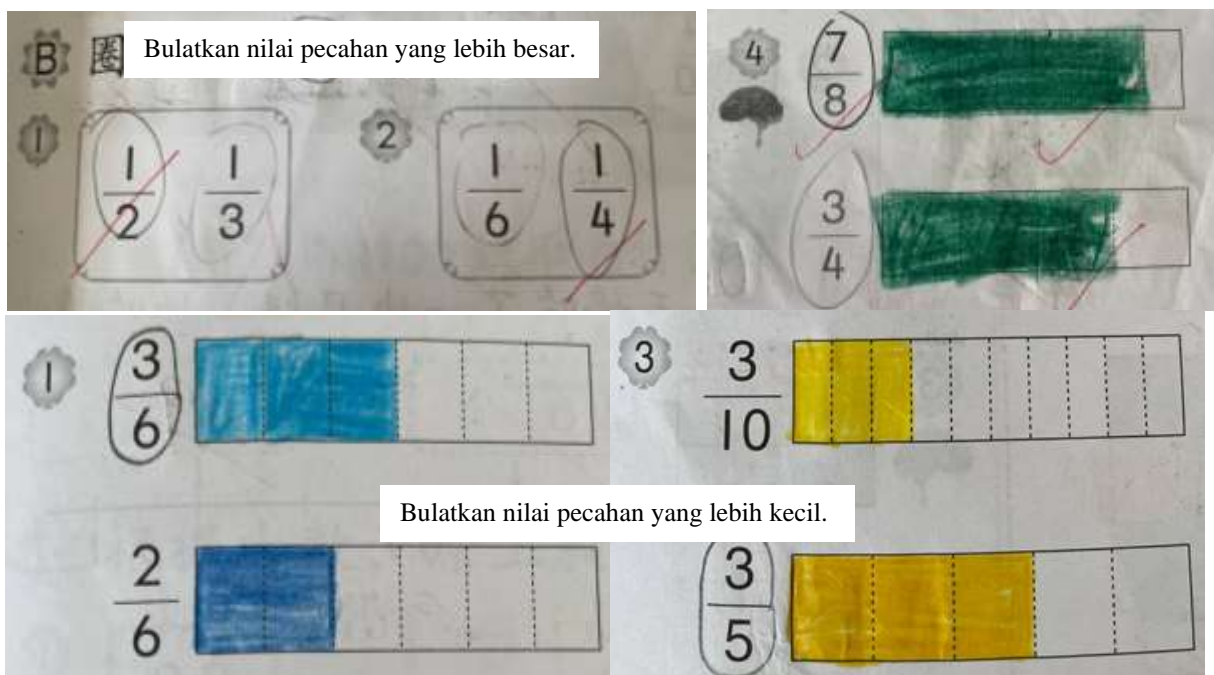 B 圈 Bulatkan nilai pecahan yang lebih besar.
1 1/2 1/3
2 1/6 1/4
4 7/8
3/4
1 3/6
2/6
3 3/10
Bulatkan nilai pecahan yang lebih kecil.
3/5